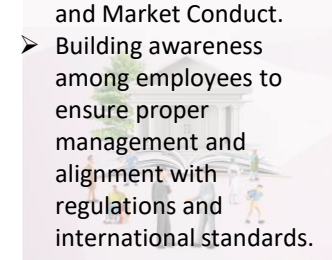 and Market Conduct.
➢ Building awareness
among employees to
ensure proper
management and
alignment with
regulations and
international standards.